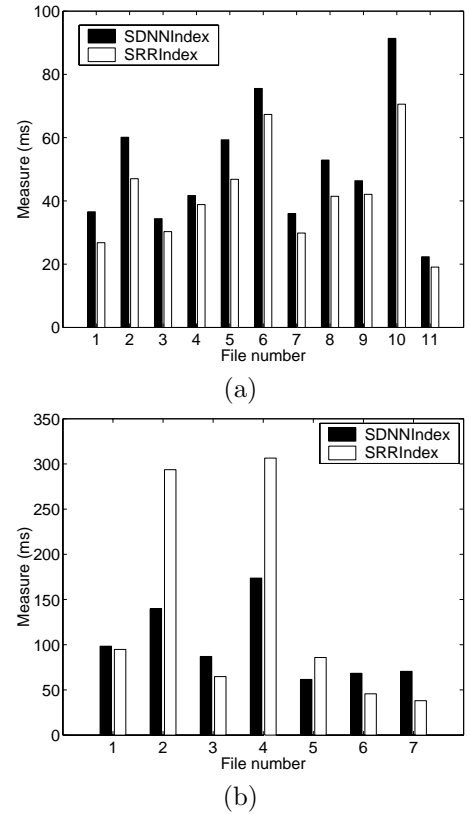 100
80
60
40
20
0
Measure (ms)
SDNNIndex
SRRIndex
1 2 3 4 5 6 7 8 9 10 11
File number
(a)
350
300
250
200
150
100
50
0
Measure (ms)
SDNNIndex
SRRIndex
1 2 3 4 5 6 7
File number
(b)